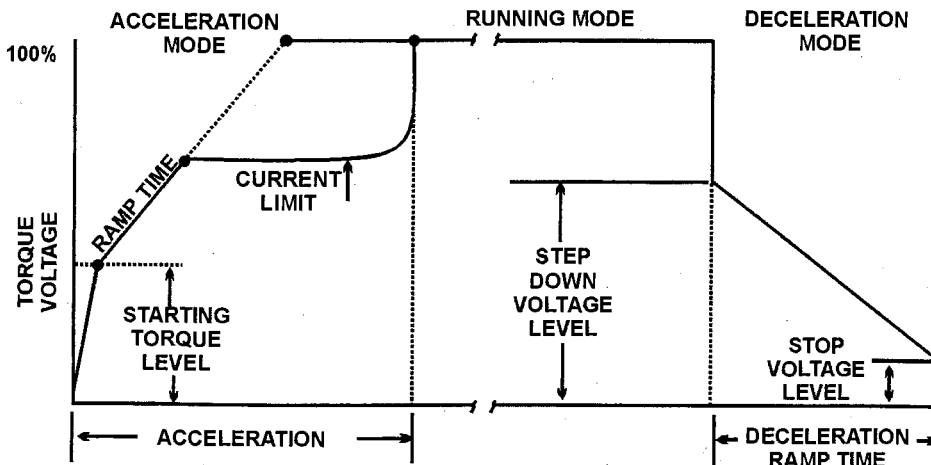 ACCELERATION
MODE
RUNNING MODE
DECELERATION
MODE
100%
RAMP TIME
CURRENT
LIMIT
TORQUE
VOLTAGE
STARTING
TORQUE
LEVEL
STEP
DOWN
VOLTAGE
LEVEL
STOP
VOLTAGE
LEVEL
ACCELERATION
DECELERATION
RAMP TIME